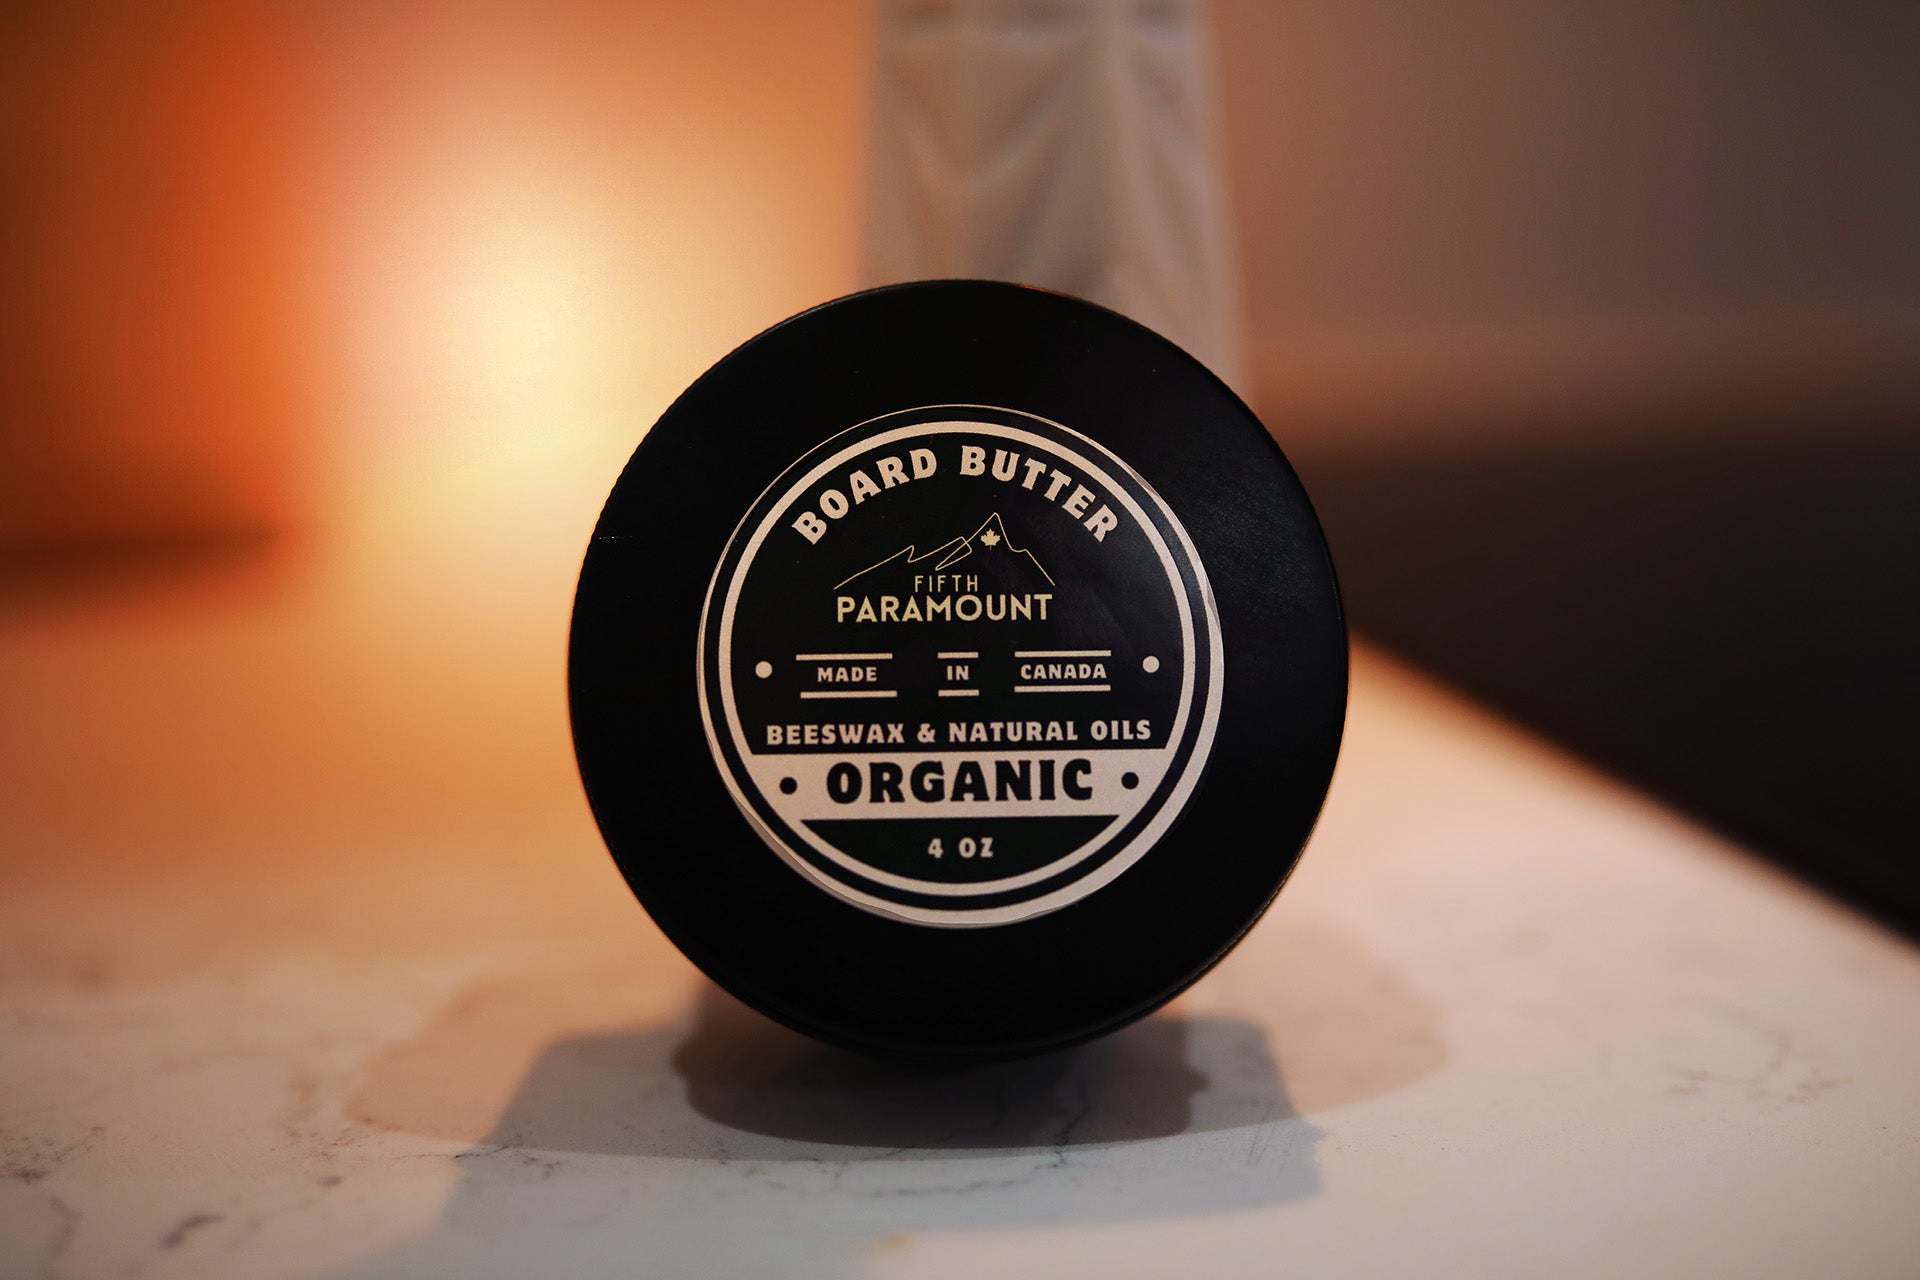 BOARD BUTTER
FIFTH
PARAMOUNT
MADE IN CANADA
BEESWAX & NATURAL OILS
ORGANIC
4 OZ